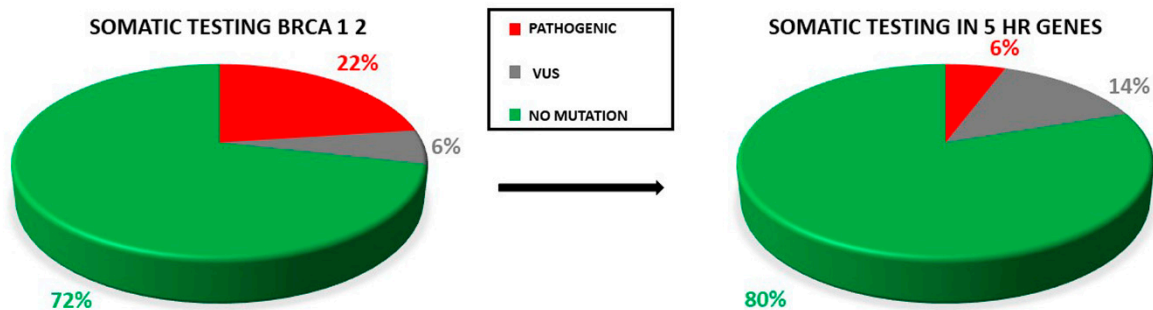 SOMATIC TESTING BRCA 1 2
22%
6%
72%
PATHOGENIC
VUS
NO MUTATION
SOMATIC TESTING IN 5 HR GENES
6%
14%
80%